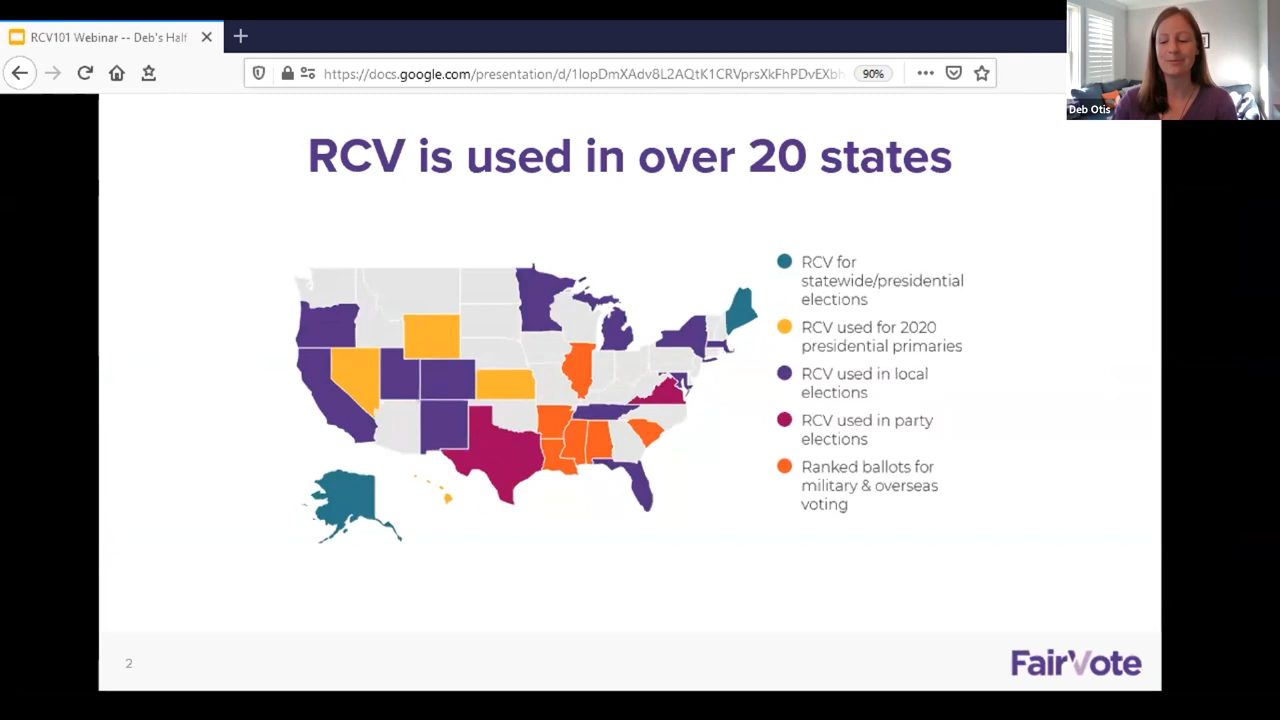 RCV101 Webinar -- Deb's Half
https://docs.google.com/presentation/d/1IopDmXAdv8L2AQtK1CRVprsXkFhPDvEXbh
90%
Deb Otis
RCV is used in over 20 states
RCV for
statewide/presidential
elections
RCV used for 2020
presidential primaries
RCV used in local
elections
RCV used in party
elections
Ranked ballots for
military & overseas
voting
2
FairVote